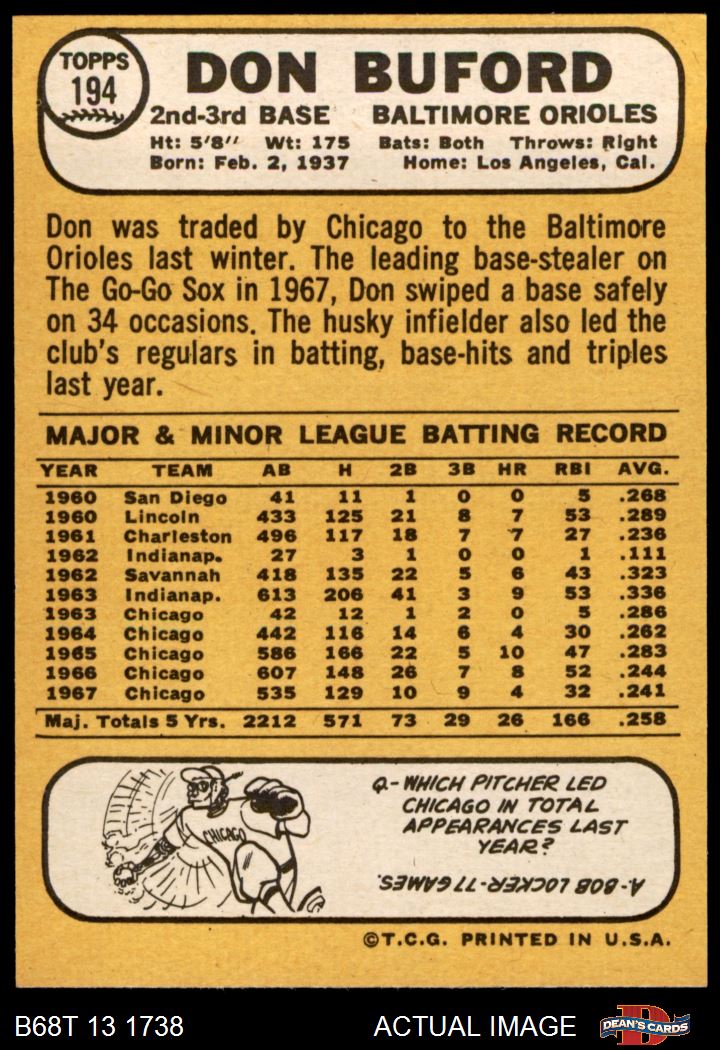 TOPPS
194
DON BUFORD
2nd-3rd BASE BALTIMORE ORIOLES
Ht: 5'8" Wt: 175 Bats: Both Throws: Right
Born: Feb. 2, 1937 Home: Los Angeles, Cal.
Don was traded by Chicago to the Baltimore
Orioles last winter. The leading base-stealer on
The Go-Go Sox in 1967, Don swiped a base safely
on 34 occasions. The husky infielder also led the
club's regulars in batting, base-hits and triples
last year.
MAJOR & MINOR LEAGUE BATTING RECORD
YEAR TEAM AB H 2B 3B HR RBI AVG.
1960 San Diego 41 11 1 0 0 5 .268
1960 Lincoln 433 125 21 8 7 53 .289
1961 Charleston 496 117 18 7 7 27 .236
1962 Indianap. 27 3 1 0 0 1 .111
1962 Savannah 418 135 22 5 6 43 .323
1963 Indianap. 613 206 41 3 9 53 .336
1963 Chicago 42 12 1 2 0 5 .286
1964 Chicago 442 116 14 6 4 30 .262
1965 Chicago 586 166 22 5 10 47 .283
1966 Chicago 607 148 26 7 8 52 .244
1967 Chicago 535 129 10 9 4 32 .241
Maj. Totals 5 Yrs. 2212 571 73 29 26 166 .258
CHICAGO
Q-WHICH PITCHER LED
CHICAGO IN TOTAL
APPEARANCES LAST
YEAR?
A-BOB LOCKER-77 GAMES.
©T.C.G. PRINTED IN U.S.A.
B68T 13 1738 ACTUAL IMAGE
D
DEAN'S CARDS